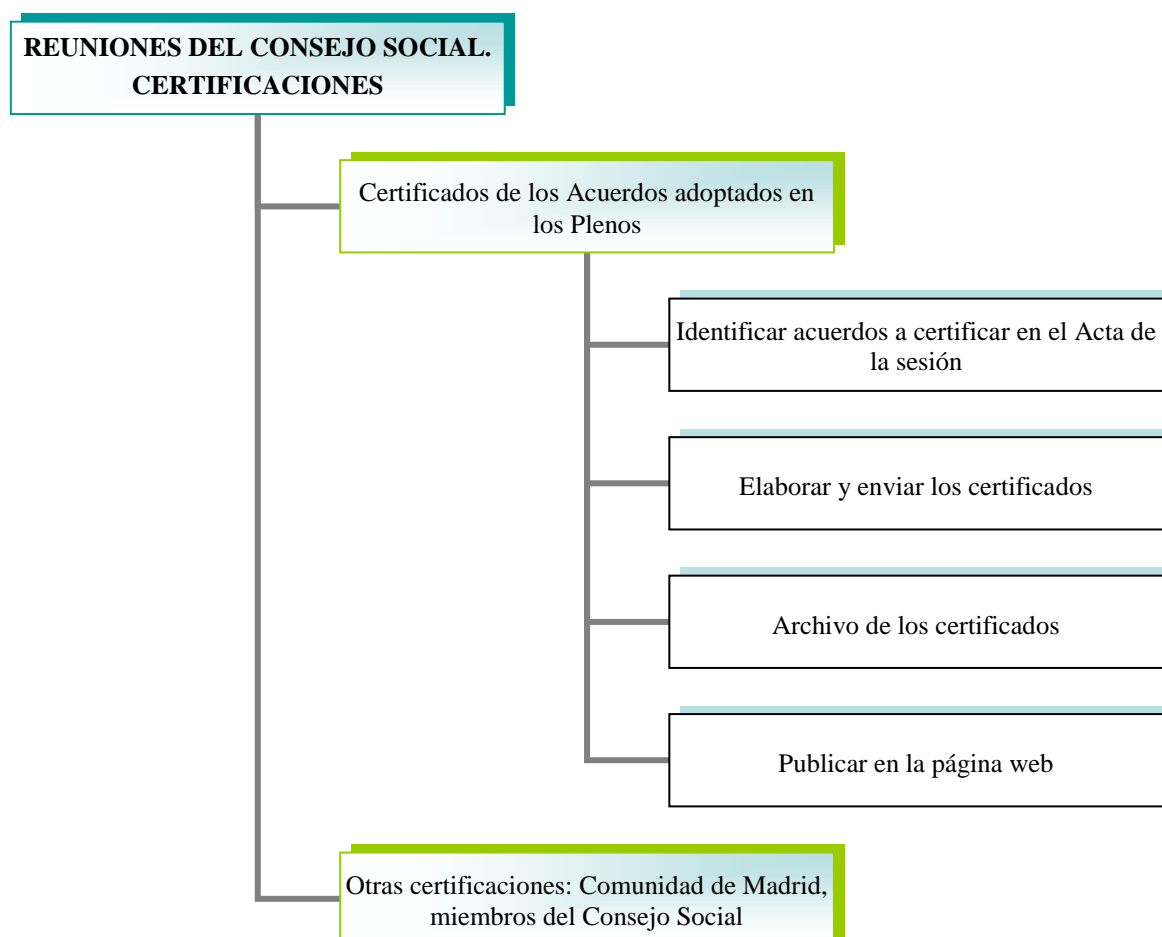 REUNIONES DEL CONSEJO SOCIAL.
CERTIFICACIONES
Certificados de los Acuerdos adoptados en
los Plenos
Identificar acuerdos a certificar en el Acta de
la sesión
Elaborar y enviar los certificados
Archivo de los certificados
Publicar en la página web
Otras certificaciones: Comunidad de Madrid,
miembros del Consejo Social